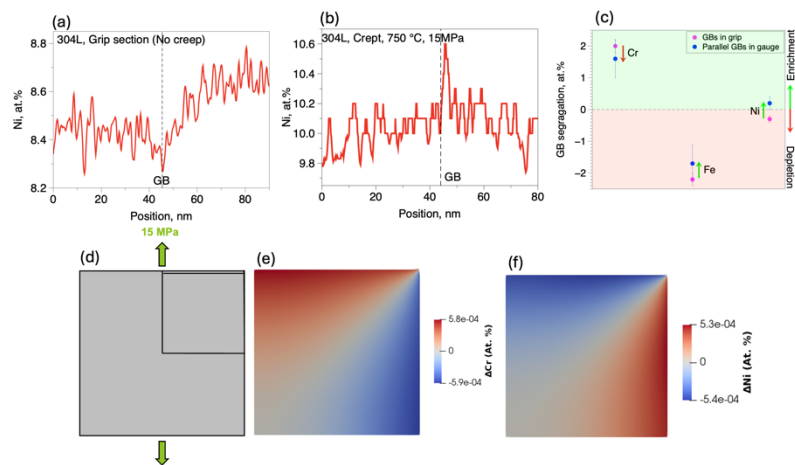 (a)
304L, Grip section (No creep)
Ni, at.%
8.8
8.6
8.4
8.2
GB
0 20 40 60 80
Position, nm
(b)
304L, Crept, 750 °C, 15MPa
Ni, at.%
10.6
10.4
10.2
10.0
9.8
9.6
GB
0 20 40 60 80
Position, nm
(c)
GBs in grip
Parallel GBs in gauge
GB segregation, at.%
2
1
0
−1
−2
Cr
Ni
Fe
Enrichment
Depletion
15 MPa
(d)
(e)
5.8e-04
0
-5.9e-04
ΔCr (At. %)
(f)
5.3e-04
0
-5.4e-04
ΔNi (At. %)